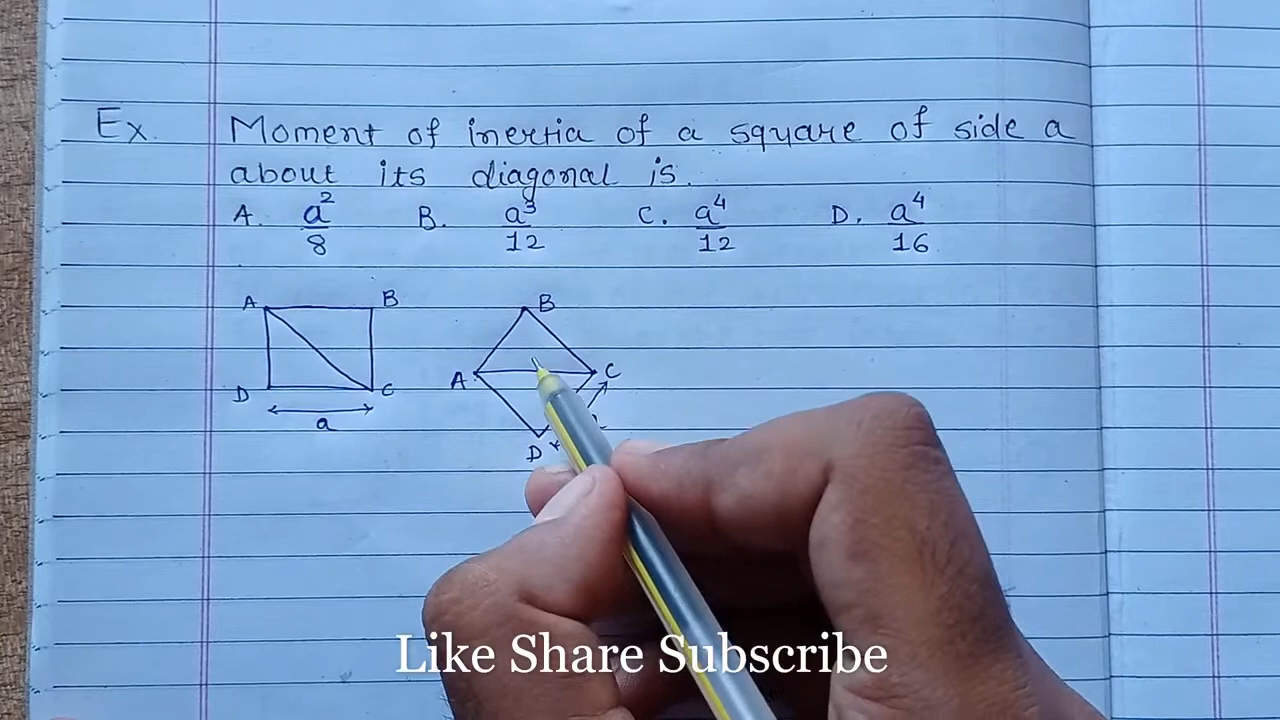 Ex. Moment of inertia of a square of side a
about its diagonal is.
A. a²/8 B. a³/12 C. a⁴/12 D. a⁴/16
A B B
A C
D C
a
D
Like Share Subscribe